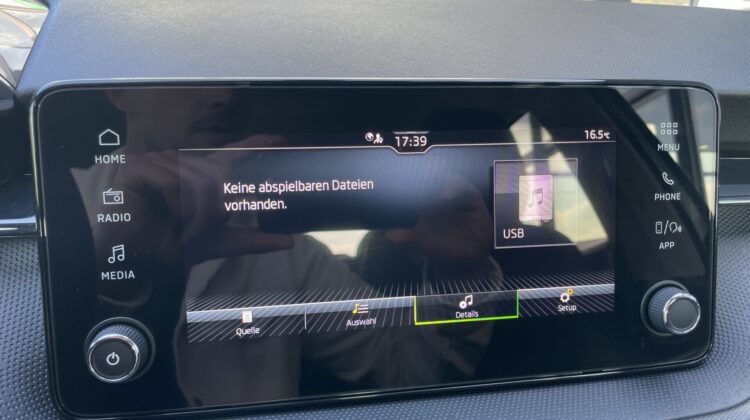 17:39
16.5°C
HOME
RADIO
MEDIA
Keine abspielbaren Dateien
vorhanden.
USB
MENU
PHONE
APP
Quelle
Auswahl
Details
Setup